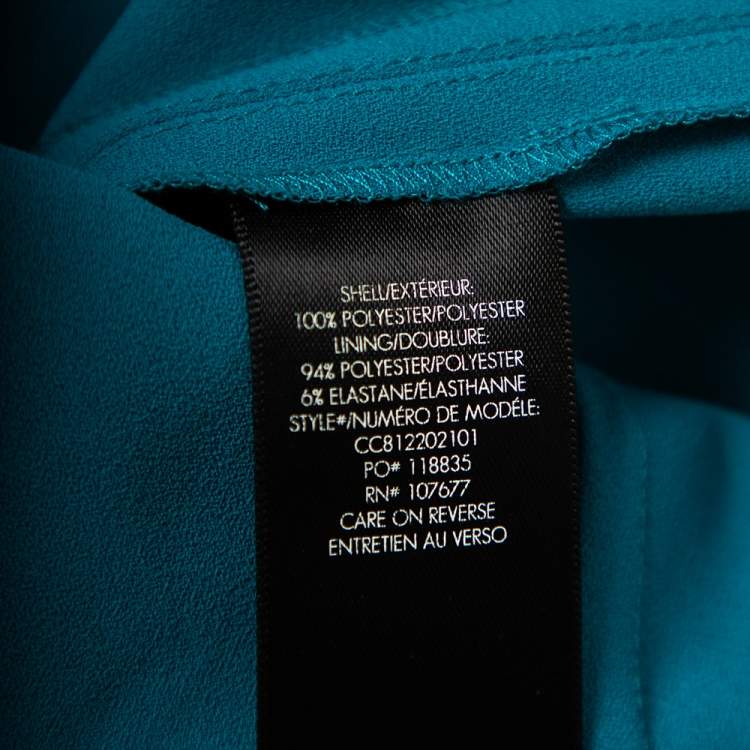 SHELL/EXTÉRIEUR:
100% POLYESTER/POLYESTER
LINING/DOUBLURE:
94% POLYESTER/POLYESTER
6% ELASTANE/ÉLASTHANNE
STYLE#/NUMÉRO DE MODÉLE:
CC812202101
PO# 118835
RN# 107677
CARE ON REVERSE
ENTRETIEN AU VERSO